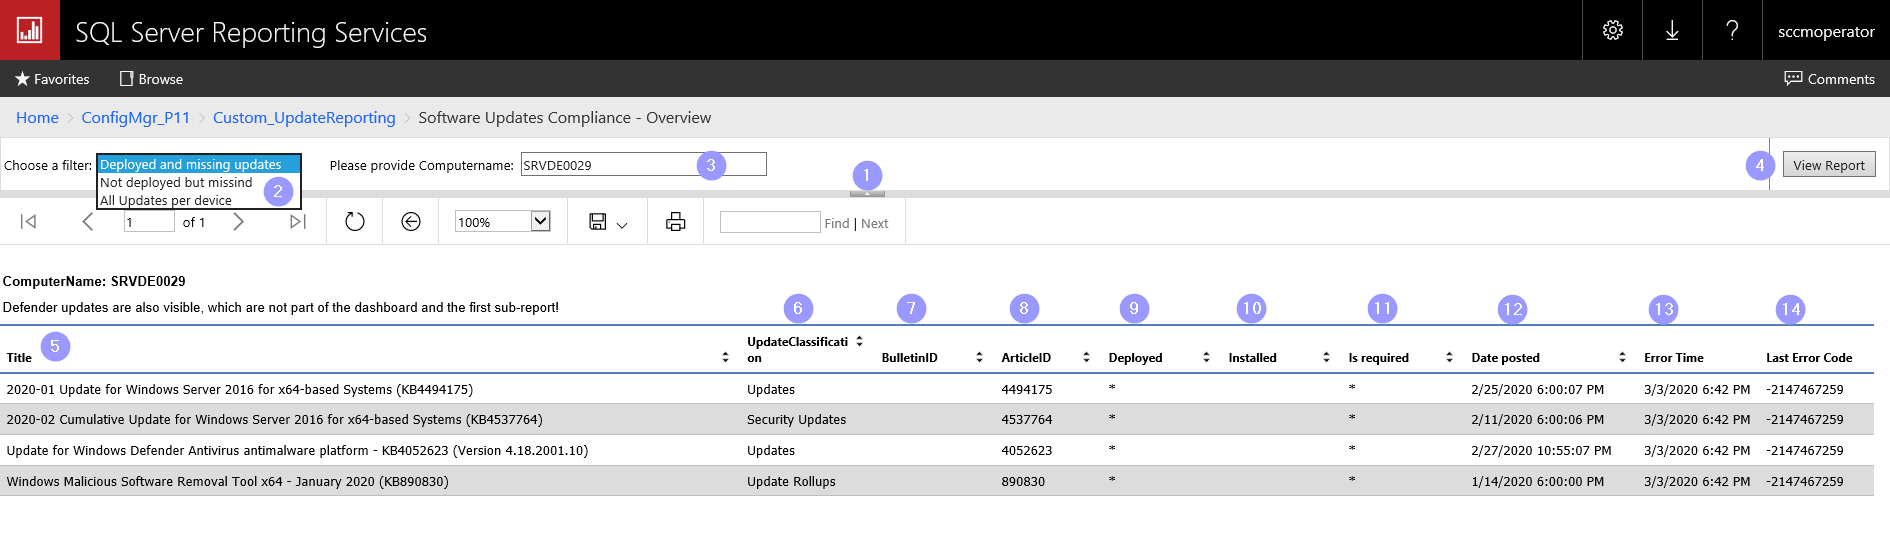 SQL Server Reporting Services
sccmoperator
Favorites Browse Comments
Home > ConfigMgr_P11 > Custom_UpdateReporting > Software Updates Compliance - Overview
Choose a filter: Deployed and missing updates Please provide Computername: SRVDE0029 3 4 View Report
Not deployed but missind 2 1
All Updates per device
1 of 1 100% Find | Next
ComputerName: SRVDE0029
Defender updates are also visible, which are not part of the dashboard and the first sub-report!
5 6 7 8 9 10 11 12 13 14
Title UpdateClassificati
on BulletinID ArticleID Deployed Installed Is required Date posted Error Time Last Error Code
2020-01 Update for Windows Server 2016 for x64-based Systems (KB4494175) Updates 4494175 * * 2/25/2020 6:00:07 PM 3/3/2020 6:42 PM -2147467259
2020-02 Cumulative Update for Windows Server 2016 for x64-based Systems (KB4537764) Security Updates 4537764 * * 2/11/2020 6:00:06 PM 3/3/2020 6:42 PM -2147467259
Update for Windows Defender Antivirus antimalware platform - KB4052623 (Version 4.18.2001.10) Updates 4052623 * * 2/27/2020 10:55:07 PM 3/3/2020 6:42 PM -2147467259
Windows Malicious Software Removal Tool x64 - January 2020 (KB890830) Update Rollups 890830 * * 1/14/2020 6:00:00 PM 3/3/2020 6:42 PM -2147467259